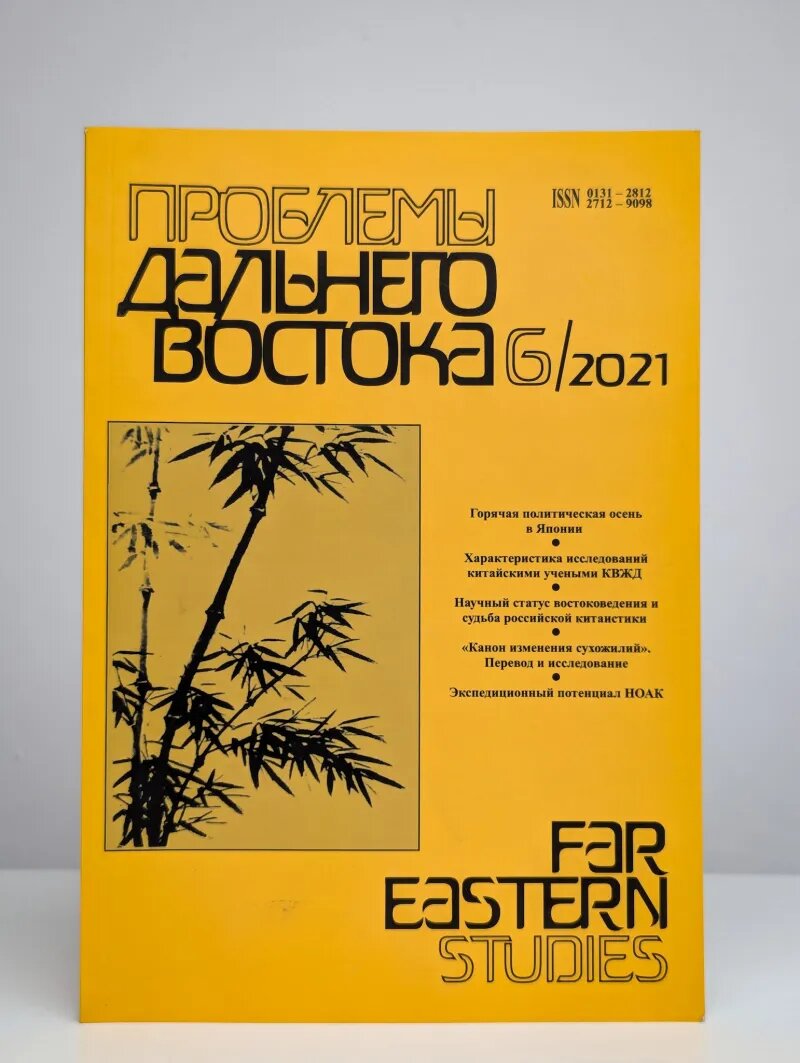 ПРОБЛЕМЫ
ISSN 0131 – 2812
2712 – 9098
ДАЛЬНЕГО
ВОСТОКА 6/2021
Горячая политическая осень
в Японии
●
Характеристика исследований
китайскими учеными КВЖД
●
Научный статус востоковедения и
судьба российской китаистики
●
«Канон изменения сухожилий».
Перевод и исследование
●
Экспедиционный потенциал НОАК
FAR
EASTERN
STUDIES